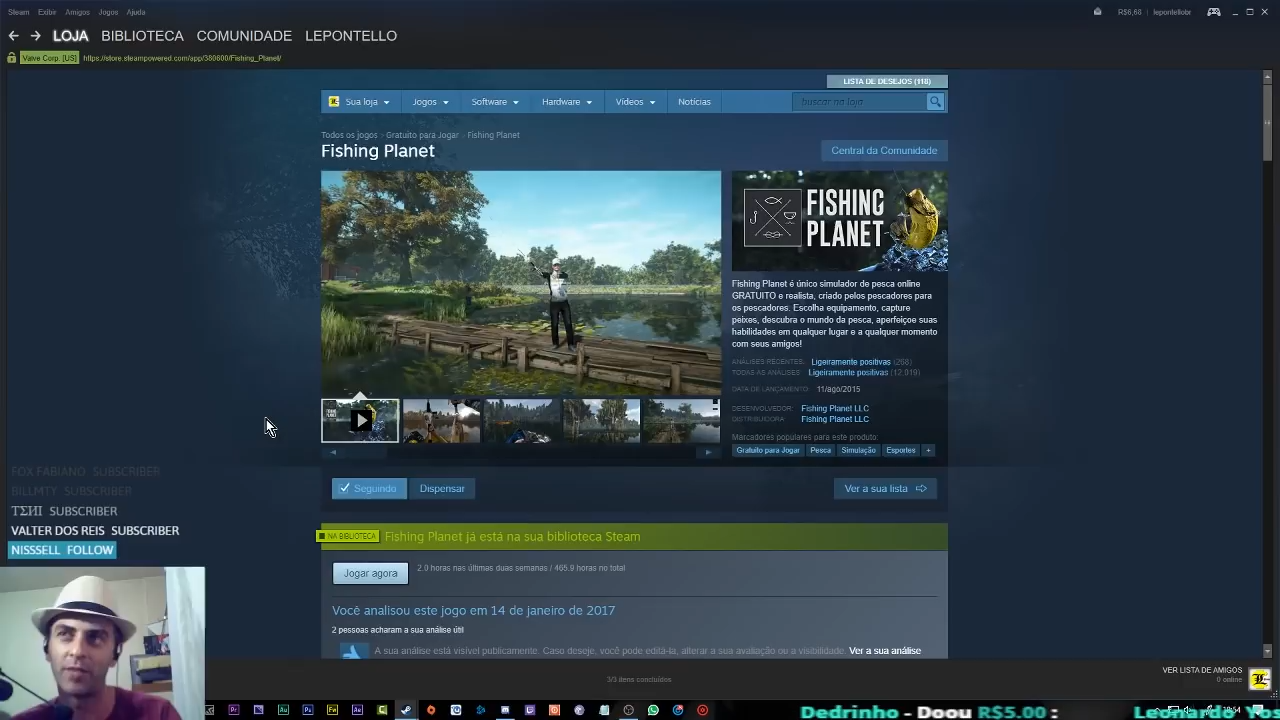 Steam Exibir Amigos Jogos Ajuda
R$6,68 lepontellobr
LOJA BIBLIOTECA COMUNIDADE LEPONTELLO
Valve Corp. [US] https://store.steampowered.com/app/380600/Fishing_Planet/
LISTA DE DESEJOS (118)
Sua loja Jogos Software Hardware Vídeos Notícias buscar na loja
Todos os jogos > Gratuito para Jogar > Fishing Planet
Fishing Planet
Central da Comunidade
FISHING
PLANET
Fishing Planet é único simulador de pesca online
GRATUITO e realista, criado pelos pescadores para
os pescadores. Escolha equipamento, capture
peixes, descubra o mundo da pesca, aperfeiçoe suas
habilidades em qualquer lugar e a qualquer momento
com seus amigos!
ANÁLISES RECENTES: Ligeiramente positivas (268)
TODAS AS ANÁLISES: Ligeiramente positivas (12,019)
DATA DE LANÇAMENTO: 11/ago/2015
DESENVOLVEDOR: Fishing Planet LLC
DISTRIBUIDORA: Fishing Planet LLC
Marcadores populares para este produto:
Gratuito para Jogar Pesca Simulação Esportes +
Seguindo Dispensar Ver a sua lista
NA BIBLIOTECA Fishing Planet já está na sua biblioteca Steam
Jogar agora 2.0 horas nas últimas duas semanas / 465.9 horas no total
Você analisou este jogo em 14 de janeiro de 2017
2 pessoas acharam a sua análise útil
A sua análise está visível publicamente. Caso deseje, você pode editá-la, alterar a sua avaliação ou a visibilidade. Ver a sua análise
FOX FABIANO SUBSCRIBER
BILLMTY SUBSCRIBER
ΤΣΗΙ SUBSCRIBER
VALTER DOS REIS SUBSCRIBER
NISSSELL FOLLOW
3/3 itens concluídos
VER LISTA DE AMIGOS
0 online
Dedrinho - Doou R$5.00 : Leonardo